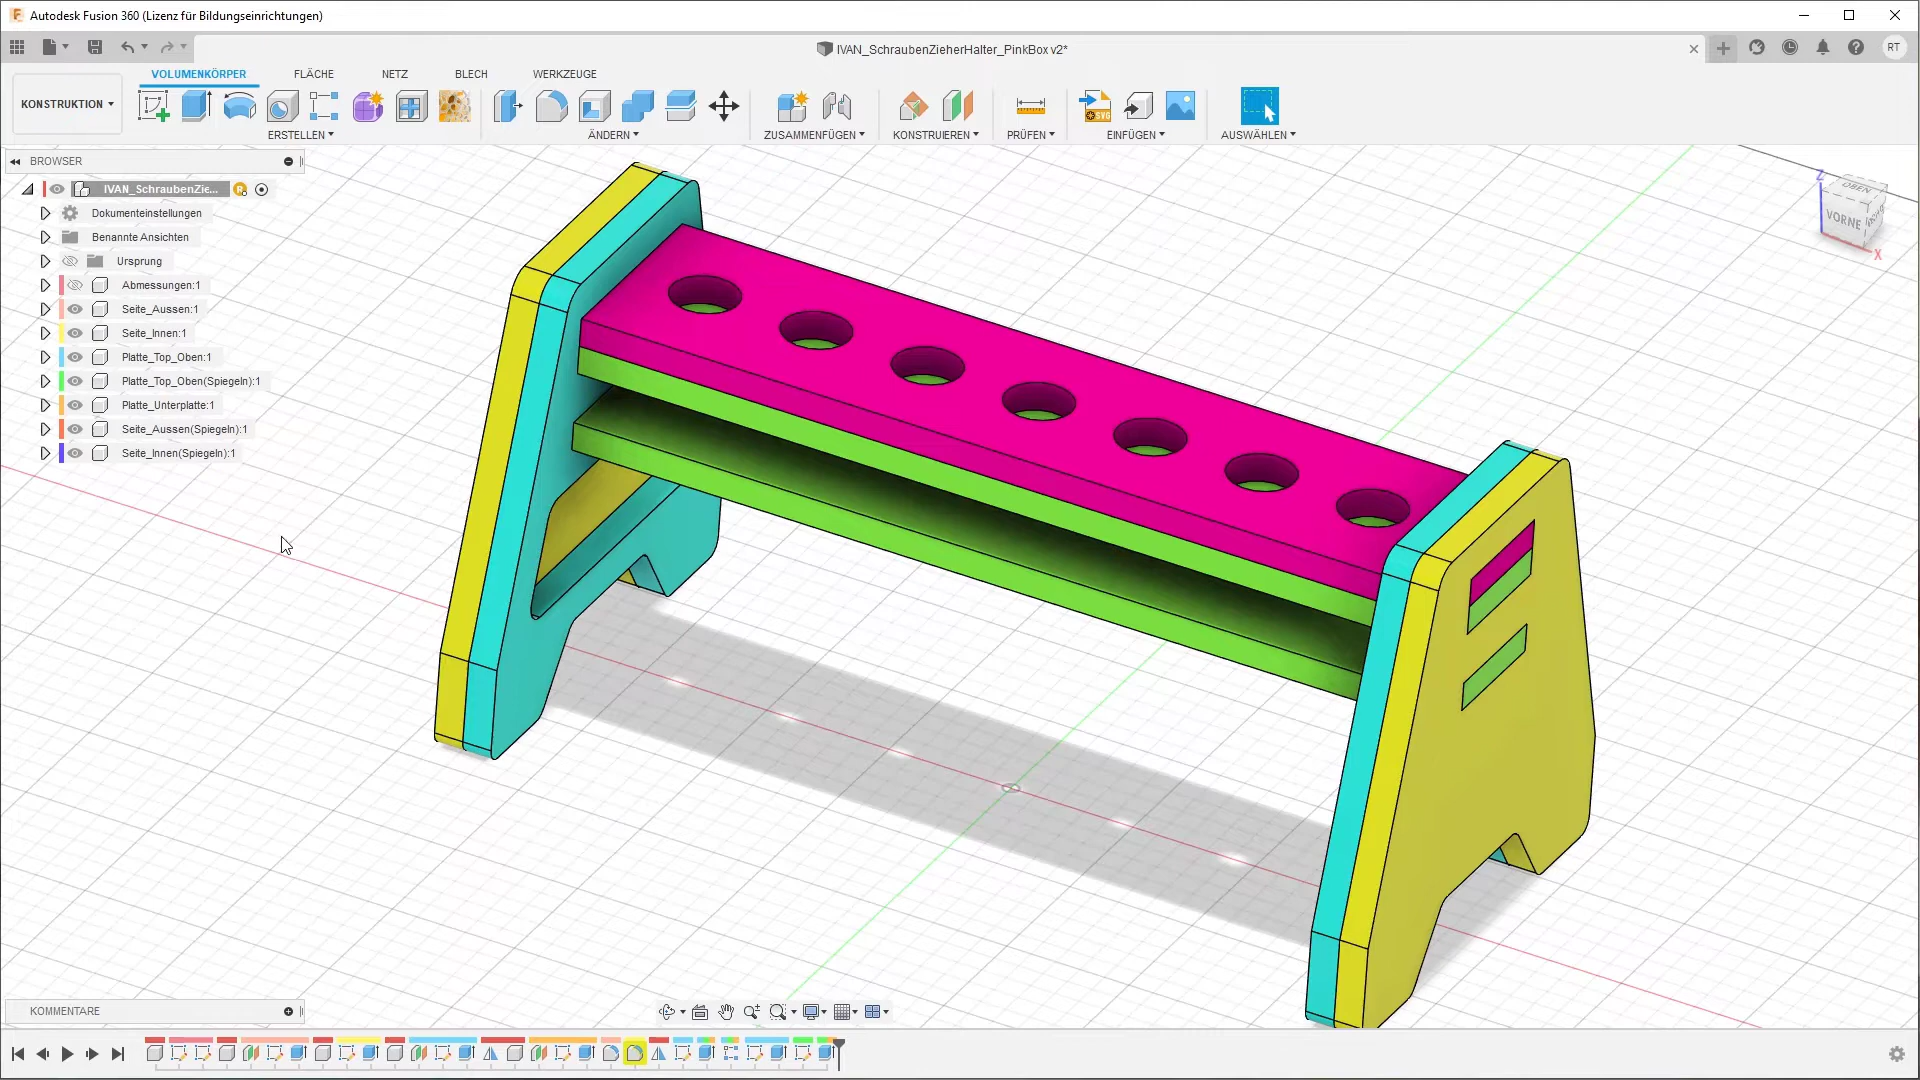 Autodesk Fusion 360 (Lizenz für Bildungseinrichtungen)
IVAN_SchraubenZieherHalter_PinkBox v2*
RT
KONSTRUKTION
VOLUMENKÖRPER FLÄCHE NETZ BLECH WERKZEUGE
SVG
ERSTELLEN ÄNDERN ZUSAMMENFÜGEN KONSTRUIEREN PRÜFEN EINFÜGEN AUSWÄHLEN
BROWSER
IVAN_SchraubenZie...
R
Dokumenteinstellungen
Benannte Ansichten
Ursprung
Abmessungen:1
Seite_Aussen:1
Seite_Innen:1
Platte_Top_Oben:1
Platte_Top_Oben(Spiegeln):1
Platte_Unterplatte:1
Seite_Aussen(Spiegeln):1
Seite_Innen(Spiegeln):1
Z
OBEN
VORNE
X
KOMMENTARE